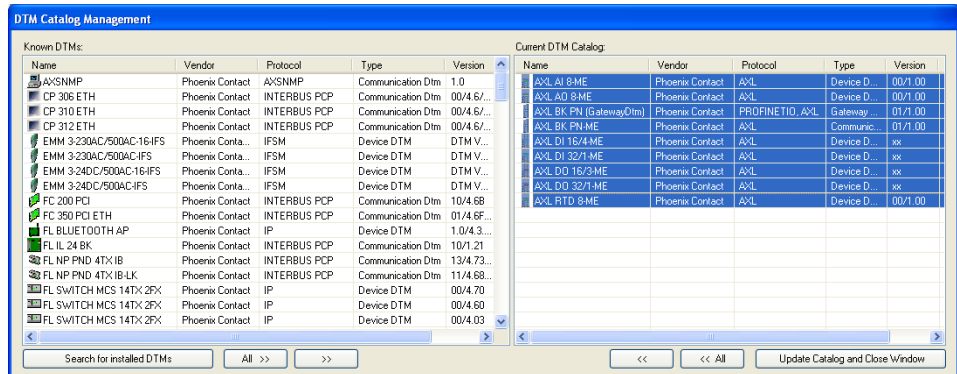 DTM Catalog Management
Known DTMs:
Name Vendor Protocol Type Version
AXSNMP Phoenix Contact AXSNMP Communication Dtm 1.0
CP 306 ETH Phoenix Contact INTERBUS PCP Communication Dtm 00/4.6/...
CP 310 ETH Phoenix Contact INTERBUS PCP Communication Dtm 00/4.6/...
CP 312 ETH Phoenix Contact INTERBUS PCP Communication Dtm 00/4.6/...
EMM 3-230AC/500AC-16-IFS Phoenix Conta... IFSM Device DTM DTM V...
EMM 3-230AC/500AC-IFS Phoenix Conta... IFSM Device DTM DTM V...
EMM 3-24DC/500AC-16-IFS Phoenix Conta... IFSM Device DTM DTM V...
EMM 3-24DC/500AC-IFS Phoenix Conta... IFSM Device DTM DTM V...
FC 200 PCI Phoenix Contact INTERBUS PCP Communication Dtm 10/4.6B
FC 350 PCI ETH Phoenix Contact INTERBUS PCP Communication Dtm 01/4.6F...
FL BLUETOOTH AP Phoenix Contact IP Device DTM 1.0/4.3....
FL IL 24 BK Phoenix Contact INTERBUS PCP Communication Dtm 10/1.21
FL NP PND 4TX IB Phoenix Contact INTERBUS PCP Communication Dtm 13/4.73...
FL NP PND 4TX IB-LK Phoenix Contact INTERBUS PCP Communication Dtm 11/4.68...
FL SWITCH MCS 14TX 2FX Phoenix Contact IP Device DTM 00/4.70
FL SWITCH MCS 14TX 2FX Phoenix Contact IP Device DTM 00/4.60
FL SWITCH MCS 14TX 2FX Phoenix Contact IP Device DTM 00/4.03
Search for installed DTMs All >> >>
Current DTM Catalog:
Name Vendor Protocol Type Version
AXL AI 8-ME Phoenix Contact AXL Device D... 00/1.00
AXL AO 8-ME Phoenix Contact AXL Device D... 00/1.00
AXL BK PN (GatewayDtm) Phoenix Contact PROFINETIO, AXL Gateway ... 01/1.00
AXL BK PN-ME Phoenix Contact AXL Communic... 01/1.00
AXL DI 16/4-ME Phoenix Contact AXL Device D... xx
AXL DI 32/1-ME Phoenix Contact AXL Device D... xx
AXL DO 16/3-ME Phoenix Contact AXL Device D... xx
AXL DO 32/1-ME Phoenix Contact AXL Device D... xx
AXL RTD 8-ME Phoenix Contact AXL Device D... 00/1.00
<< << All Update Catalog and Close Window